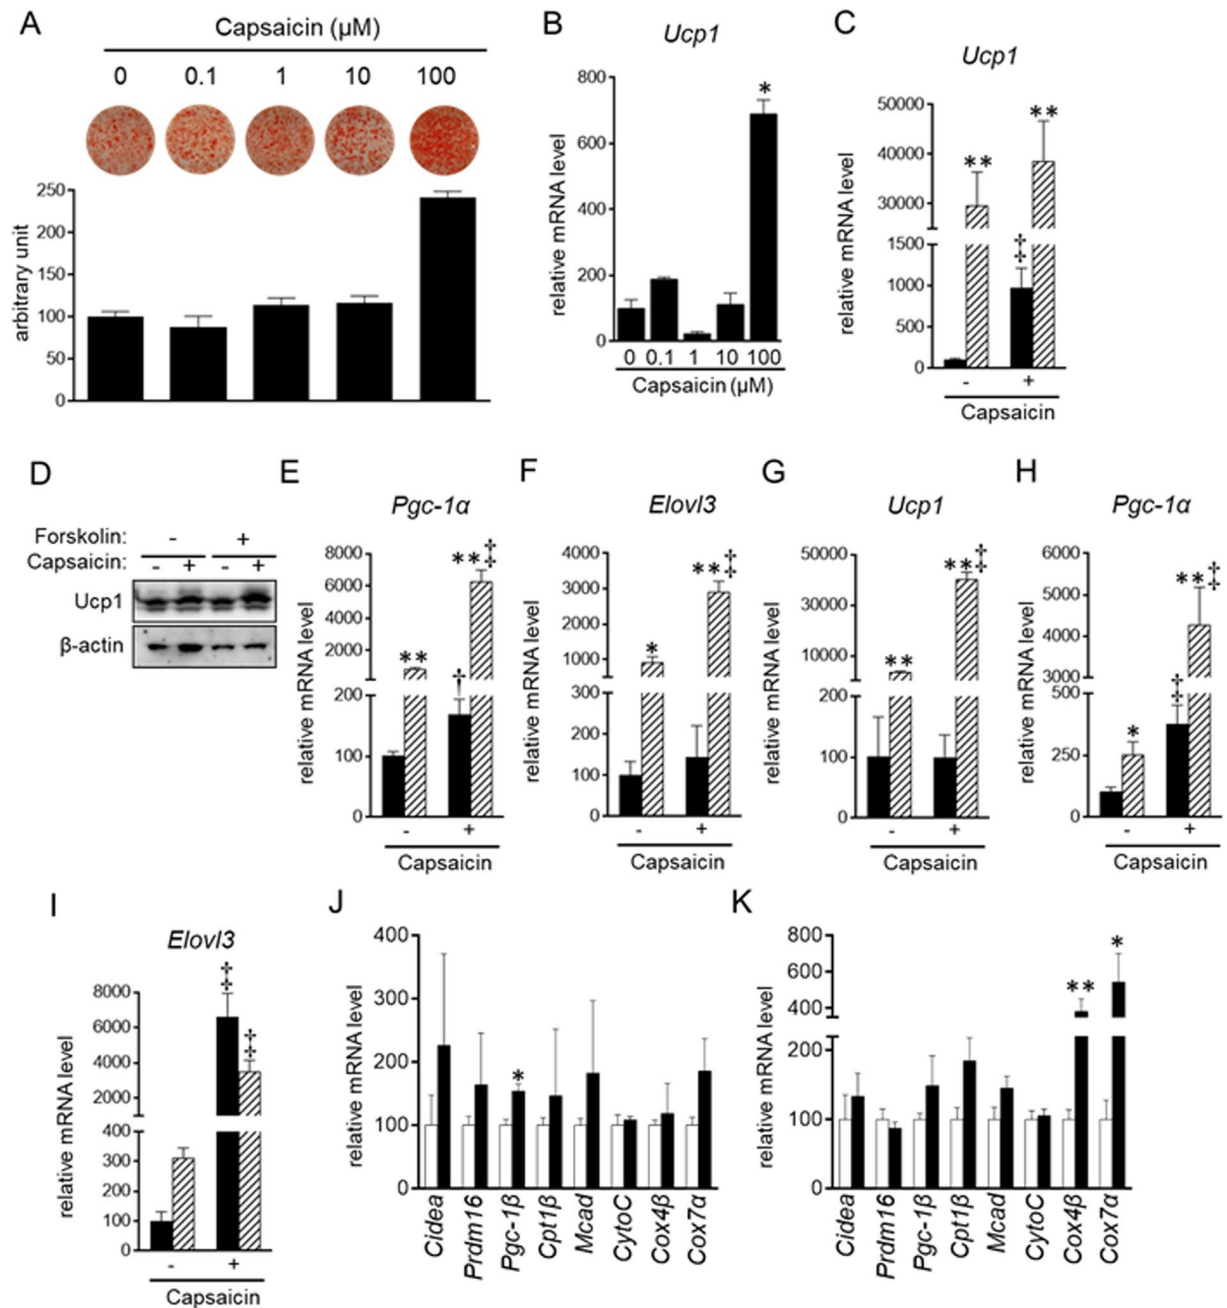 A
Capsaicin (μM)
0 0.1 1 10 100
arbitrary unit
250
200
150
100
50
0
B
Ucp1
relative mRNA level
800
600
400
200
0
*
0 0.1 1 10 100
Capsaicin (μM)
C
Ucp1
relative mRNA level
50000
40000
30000
1500
1000
500
0
** ‡ **
- +
Capsaicin
D
Forskolin: - +
Capsaicin: - + - +
Ucp1
β-actin
E
Pgc-1α
relative mRNA level
8000
6000
4000
2000
200
100
0
** † **‡
- +
Capsaicin
F
Elovl3
relative mRNA level
4000
3000
2000
1000
300
200
100
0
* **‡
- +
Capsaicin
G
Ucp1
relative mRNA level
50000
30000
10000
200
100
0
** **‡
- +
Capsaicin
H
Pgc-1α
relative mRNA level
6000
5000
4000
3000
500
250
0
* ‡ **‡
- +
Capsaicin
I
Elovl3
relative mRNA level
8000
6000
4000
2000
400
300
200
100
0
‡ ‡
- +
Capsaicin
J
relative mRNA level
400
300
200
100
0
*
Cidea
Prdm16
Pgc-1β
Cpt1β
Mcad
CytoC
Cox4β
Cox7α
K
relative mRNA level
800
600
400
200
100
0
** *
Cidea
Prdm16
Pgc-1β
Cpt1β
Mcad
CytoC
Cox4β
Cox7α